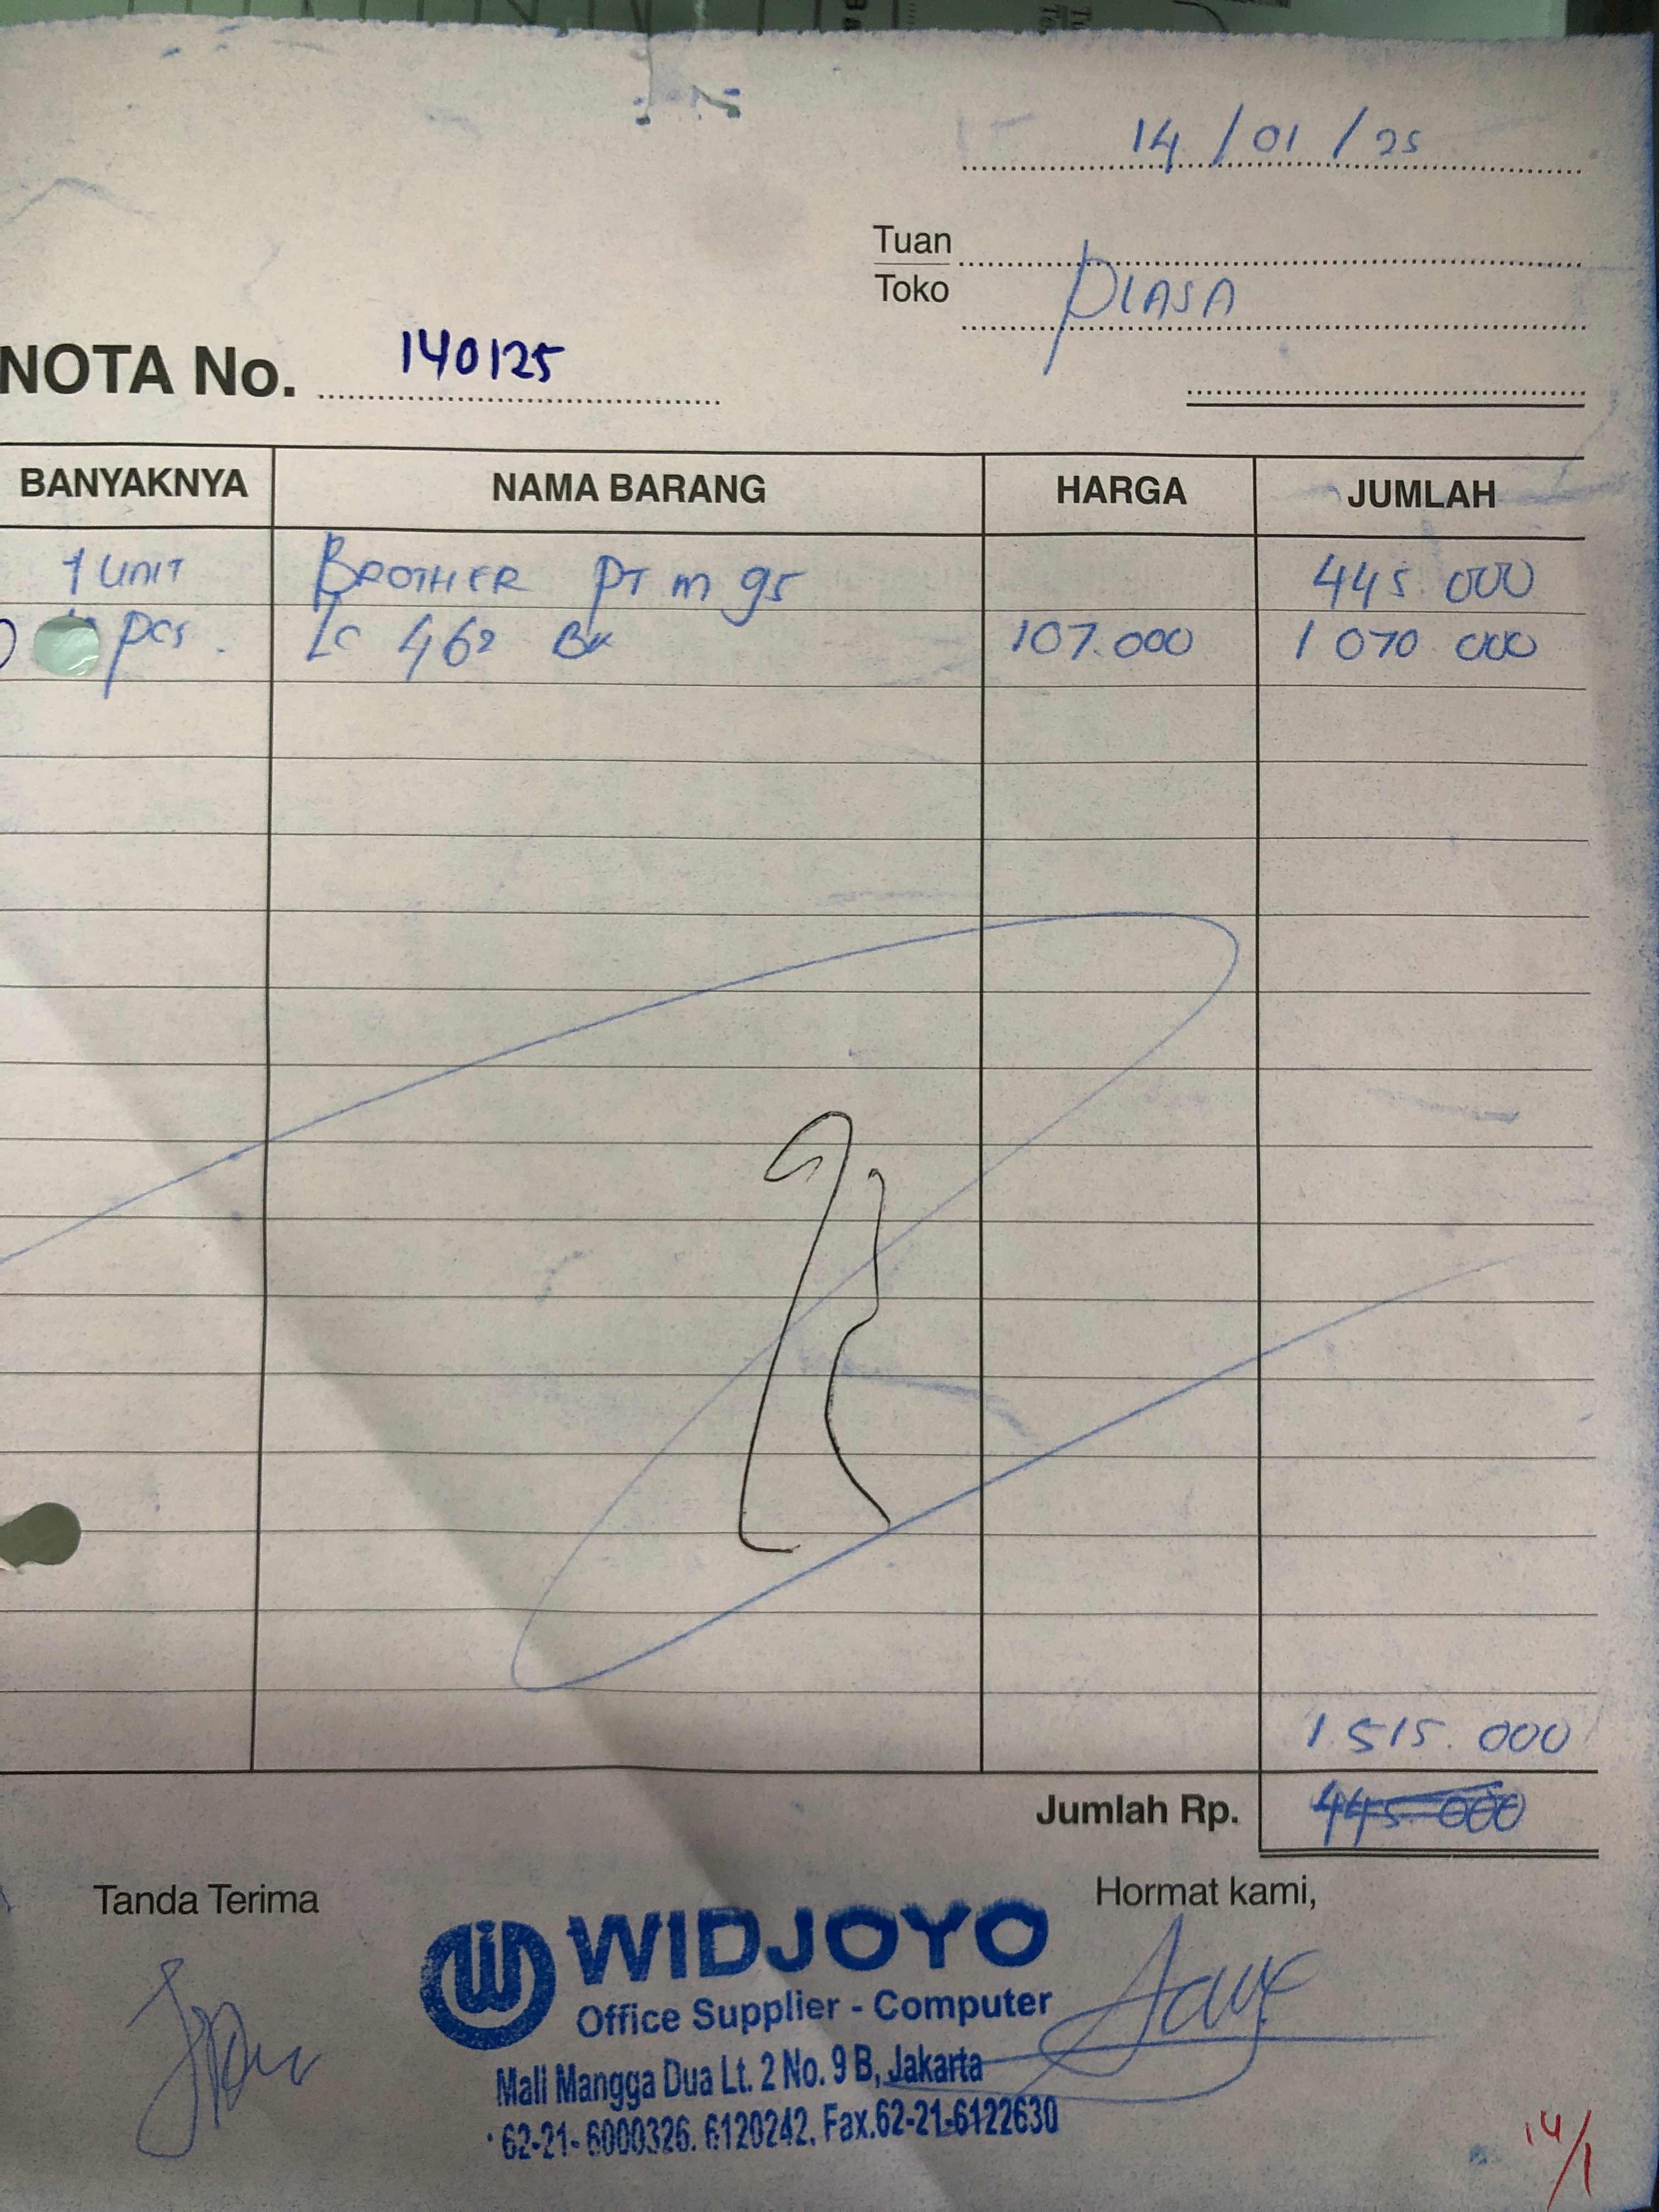 14 / 01 / 25
Tuan
Toko PLASA
NOTA No. 140125
BANYAKNYA NAMA BARANG HARGA JUMLAH
1 UNIT BROTHER PT M 95 445.000
pcs. LC 462 BK 107.000 1 070 000
1.515.000
Jumlah Rp. 445.000
Tanda Terima Hormat kami,
WIDJOYO
Office Supplier - Computer
Mall Mangga Dua Lt. 2 No. 9 B, Jakarta
62-21- 6000326. 6120242. Fax.62-21-6122630
14/1